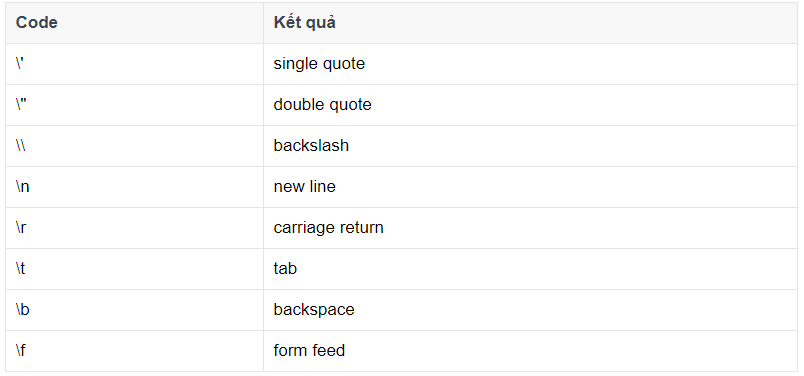 Code Kết quả
\' single quote
\" double quote
\\ backslash
\n new line
\r carriage return
\t tab
\b backspace
\f form feed